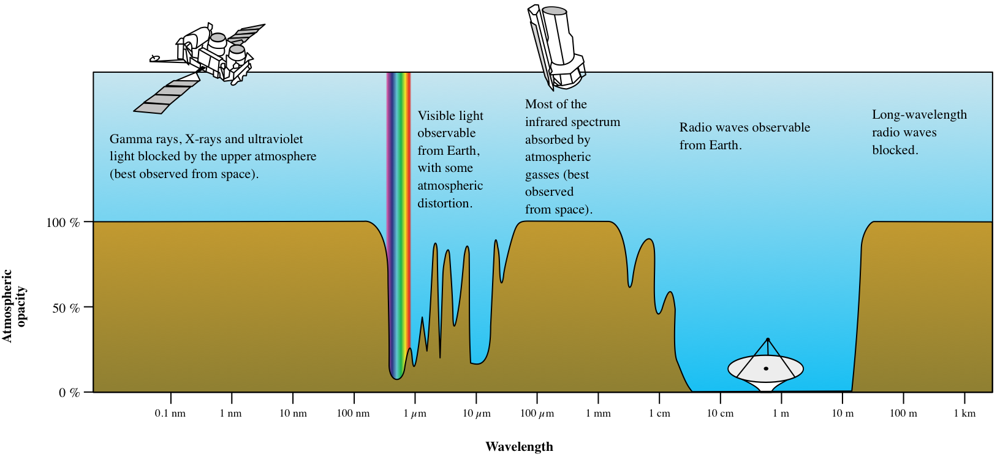 Gamma rays, X-rays and ultraviolet
light blocked by the upper atmosphere
(best observed from space).
Visible light
observable
from Earth,
with some
atmospheric
distortion.
Most of the
infrared spectrum
absorbed by
atmospheric
gasses (best
observed
from space).
Radio waves observable
from Earth.
Long-wavelength
radio waves
blocked.
Atmospheric
opacity
100 %
50 %
0 %
0.1 nm
1 nm
10 nm
100 nm
1 µm
10 µm
100 µm
1 mm
1 cm
10 cm
1 m
10 m
100 m
1 km
Wavelength